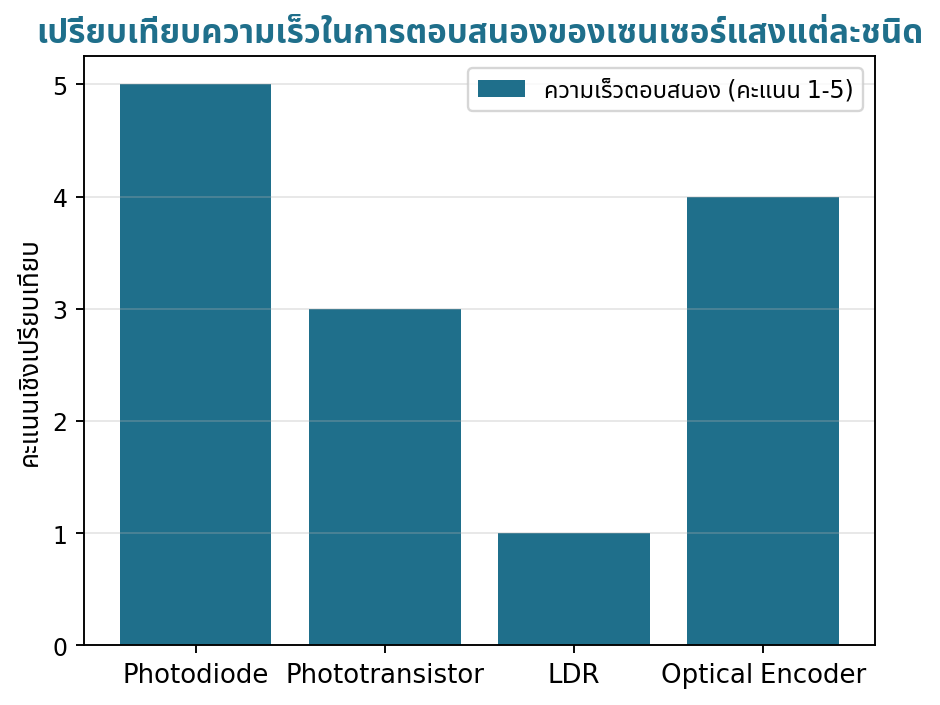 เปรียบเทียบความเร็วในการตอบสนองของเซนเซอร์แสงแต่ละชนิด
ความเร็วตอบสนอง (คะแนน 1-5)
คะแนนเชิงเปรียบเทียบ
5
4
3
2
1
0
Photodiode Phototransistor LDR Optical Encoder